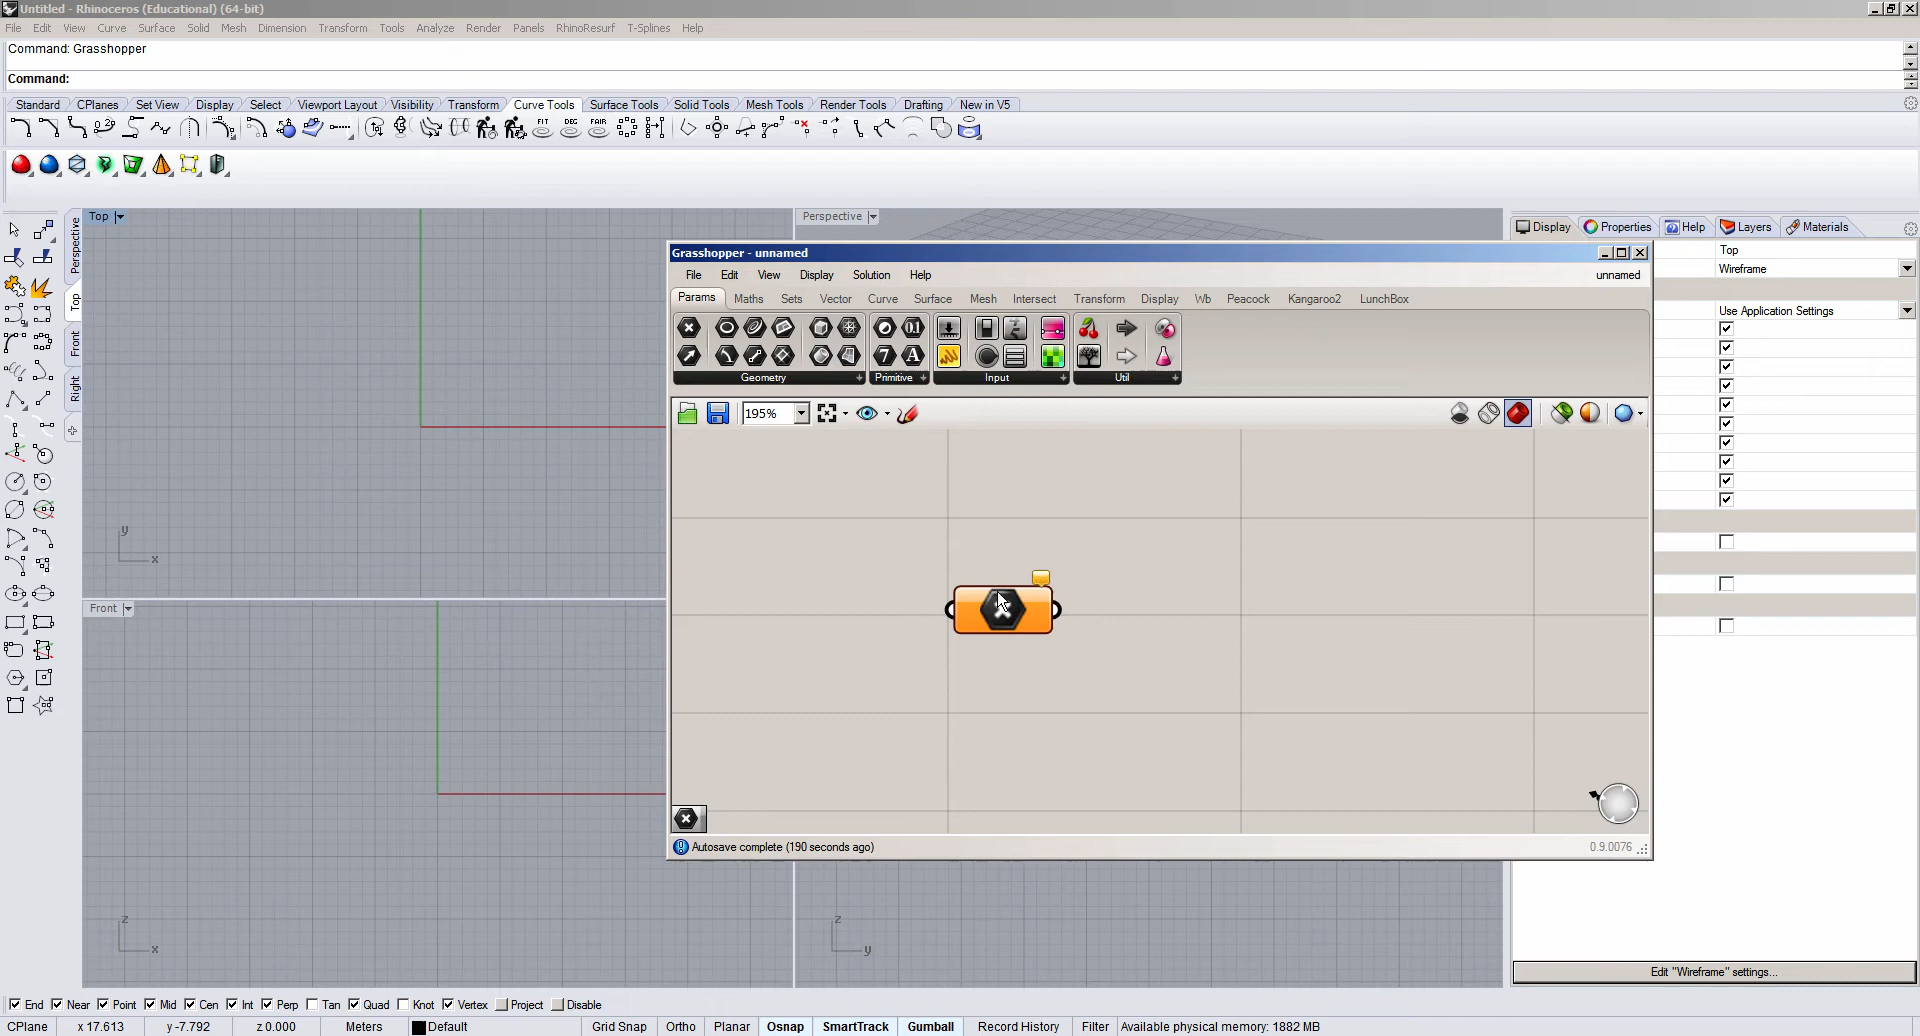 Untitled - Rhinoceros (Educational) (64-bit)
File Edit View Curve Surface Solid Mesh Dimension Transform Tools Analyze Render Panels RhinoResurf T-Splines Help
Command: Grasshopper
Command:
Standard CPlanes Set View Display Select Viewport Layout Visibility Transform Curve Tools Surface Tools Solid Tools Mesh Tools Render Tools Drafting New in V5
FIT DEG FAIR
Top
Perspective
Display Properties Help Layers Materials
Perspective
Top
Front
Right
Top
Wireframe
Use Application Settings
Grasshopper - unnamed
File Edit View Display Solution Help unnamed
Params Maths Sets Vector Curve Surface Mesh Intersect Transform Display Wb Peacock Kangaroo2 LunchBox
0.1
7 A
Geometry Primitive Input Util
195%
y
x
Front
Autosave complete (190 seconds ago) 0.9.0076
z
x
z
y
Edit "Wireframe" settings...
End Near Point Mid Cen Int Perp Tan Quad Knot Vertex Project Disable
CPlane x 17.613 y -7.792 z 0.000 Meters Default Grid Snap Ortho Planar Osnap SmartTrack Gumball Record History Filter Available physical memory: 1882 MB